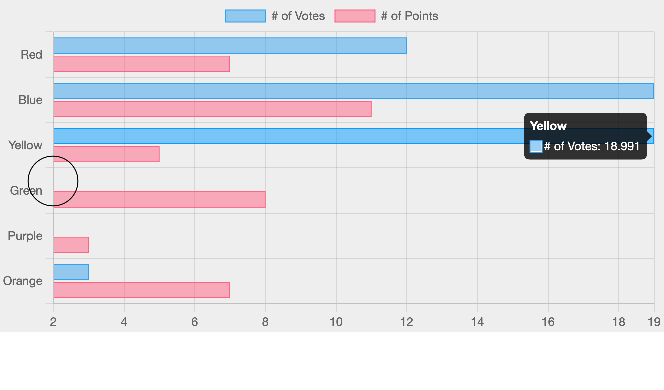 # of Votes # of Points
Red
Blue
Yellow
Yellow
# of Votes: 18.991
Green
Purple
Orange
2 4 6 8 10 12 14 16 18 19